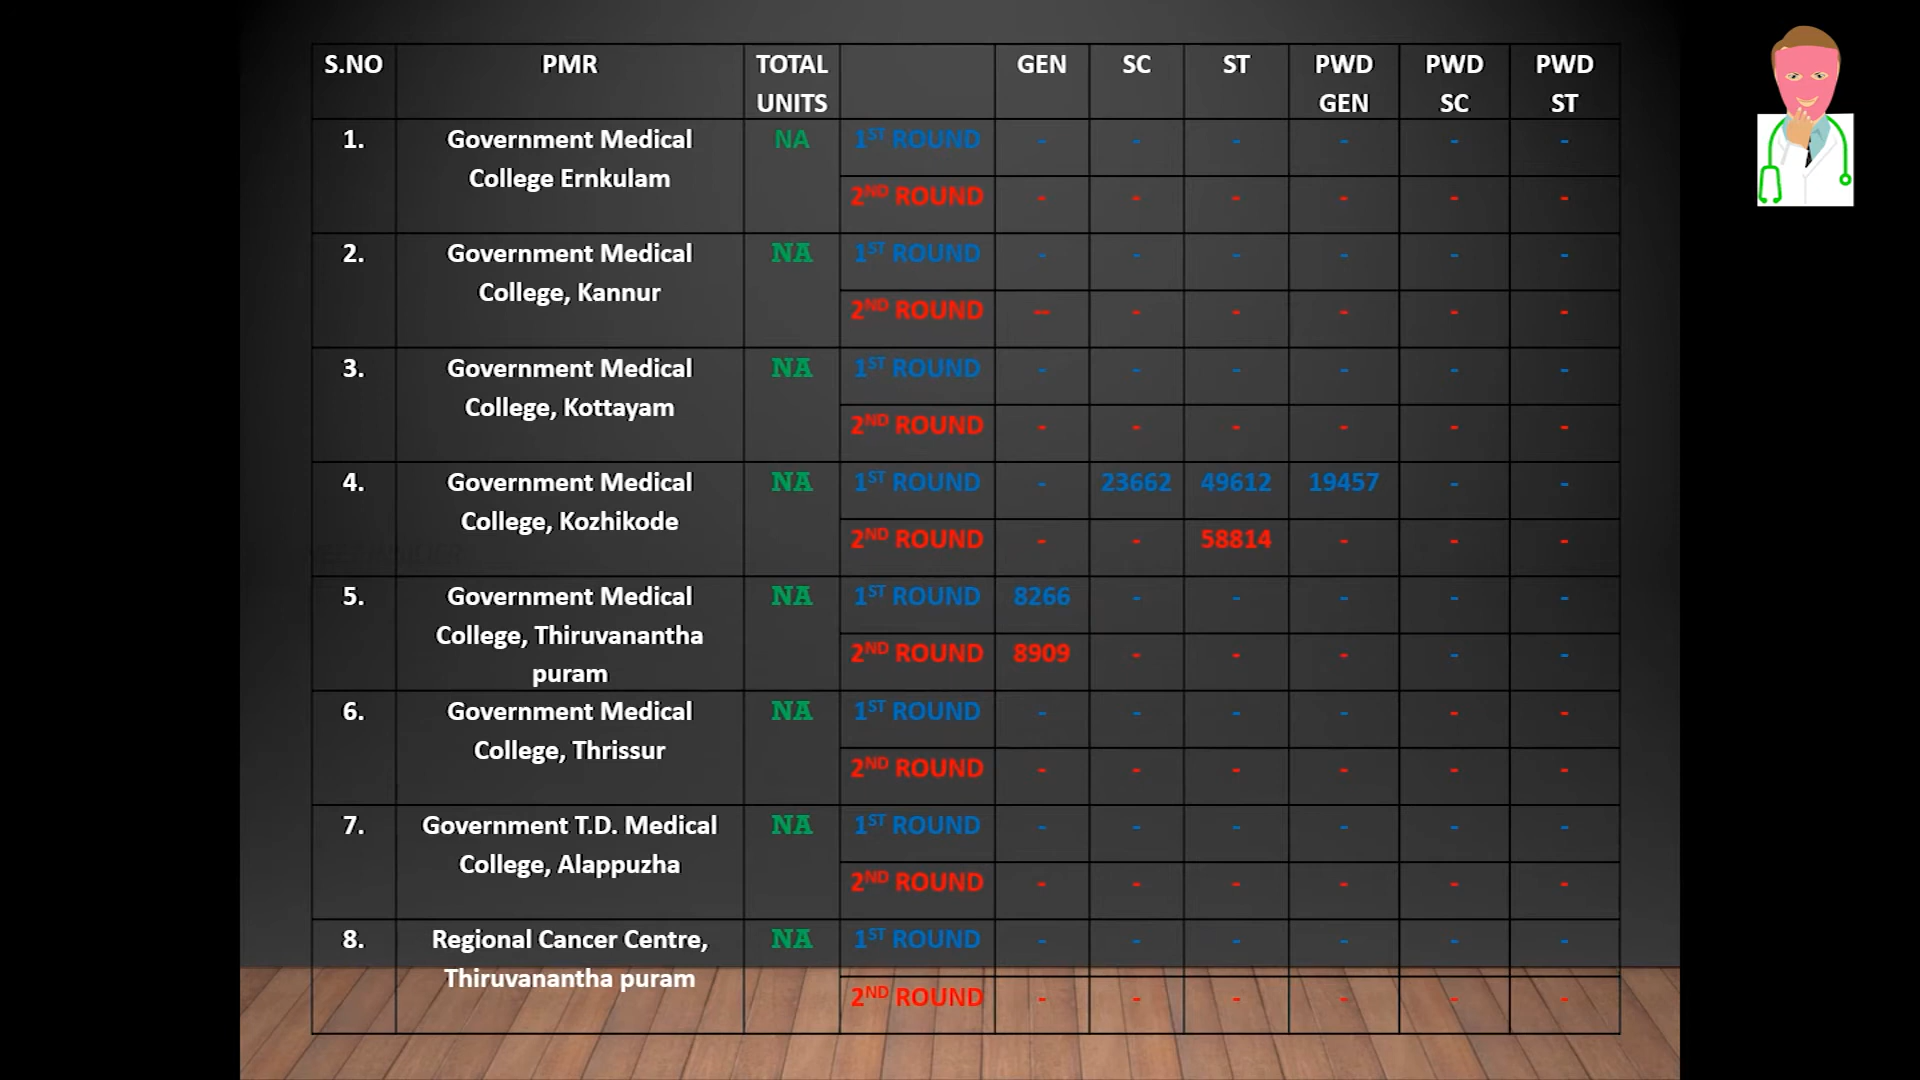 S.NO PMR TOTAL UNITS GEN SC ST PWD GEN PWD SC PWD ST
1. Government Medical College Ernkulam NA 1ST ROUND - - - - - -
2ND ROUND - - - - - -
2. Government Medical College, Kannur NA 1ST ROUND - - - - - -
2ND ROUND -- - - - - -
3. Government Medical College, Kottayam NA 1ST ROUND - - - - - -
2ND ROUND - - - - - -
4. Government Medical College, Kozhikode NA 1ST ROUND - 23662 49612 19457 - -
2ND ROUND - - 58814 - - -
5. Government Medical College, Thiruvanantha puram NA 1ST ROUND 8266 - - - - -
2ND ROUND 8909 - - - - -
6. Government Medical College, Thrissur NA 1ST ROUND - - - - - -
2ND ROUND - - - - - -
7. Government T.D. Medical College, Alappuzha NA 1ST ROUND - - - - - -
2ND ROUND - - - - - -
8. Regional Cancer Centre, Thiruvanantha puram NA 1ST ROUND - - - - - -
2ND ROUND - - - - - -